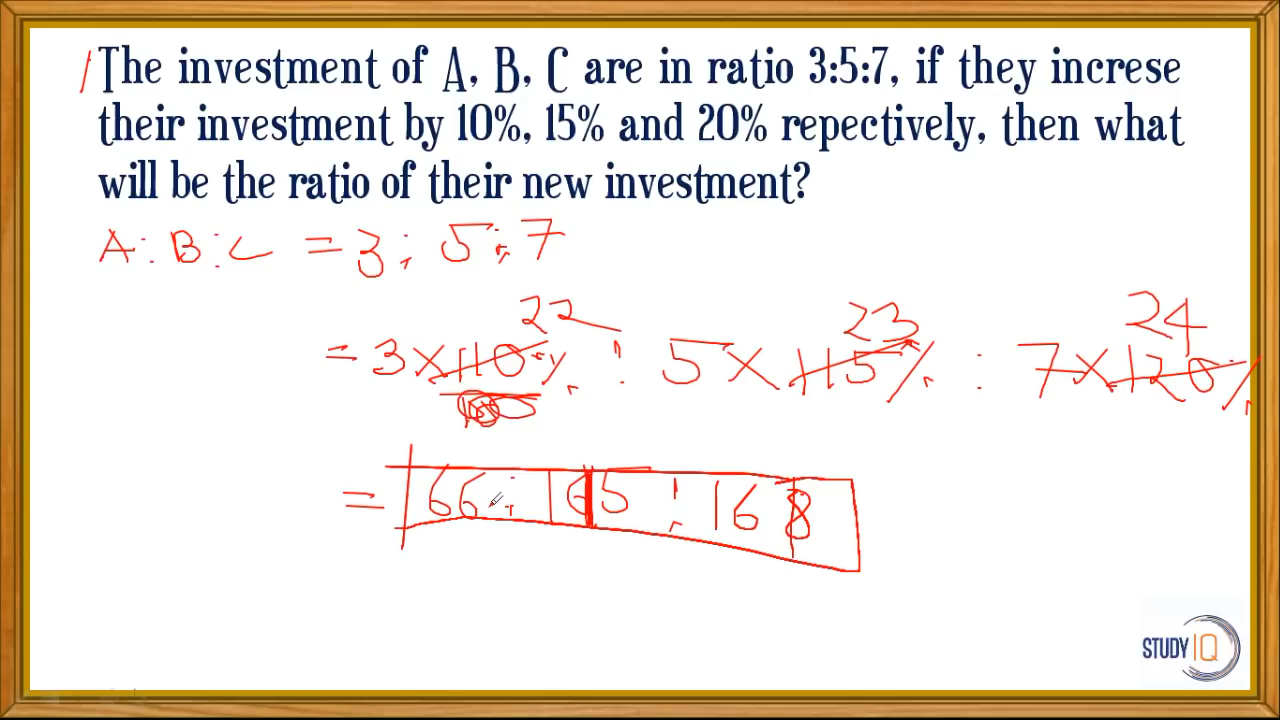 The investment of A, B, C are in ratio 3:5:7, if they increse
their investment by 10%, 15% and 20% repectively, then what
will be the ratio of their new investment?
A : B : C = 3 : 5 : 7
22 23 24
= 3 × 110% : 5 × 115% : 7 × 120%
= 66 : 165 : 168
STUDY IQ